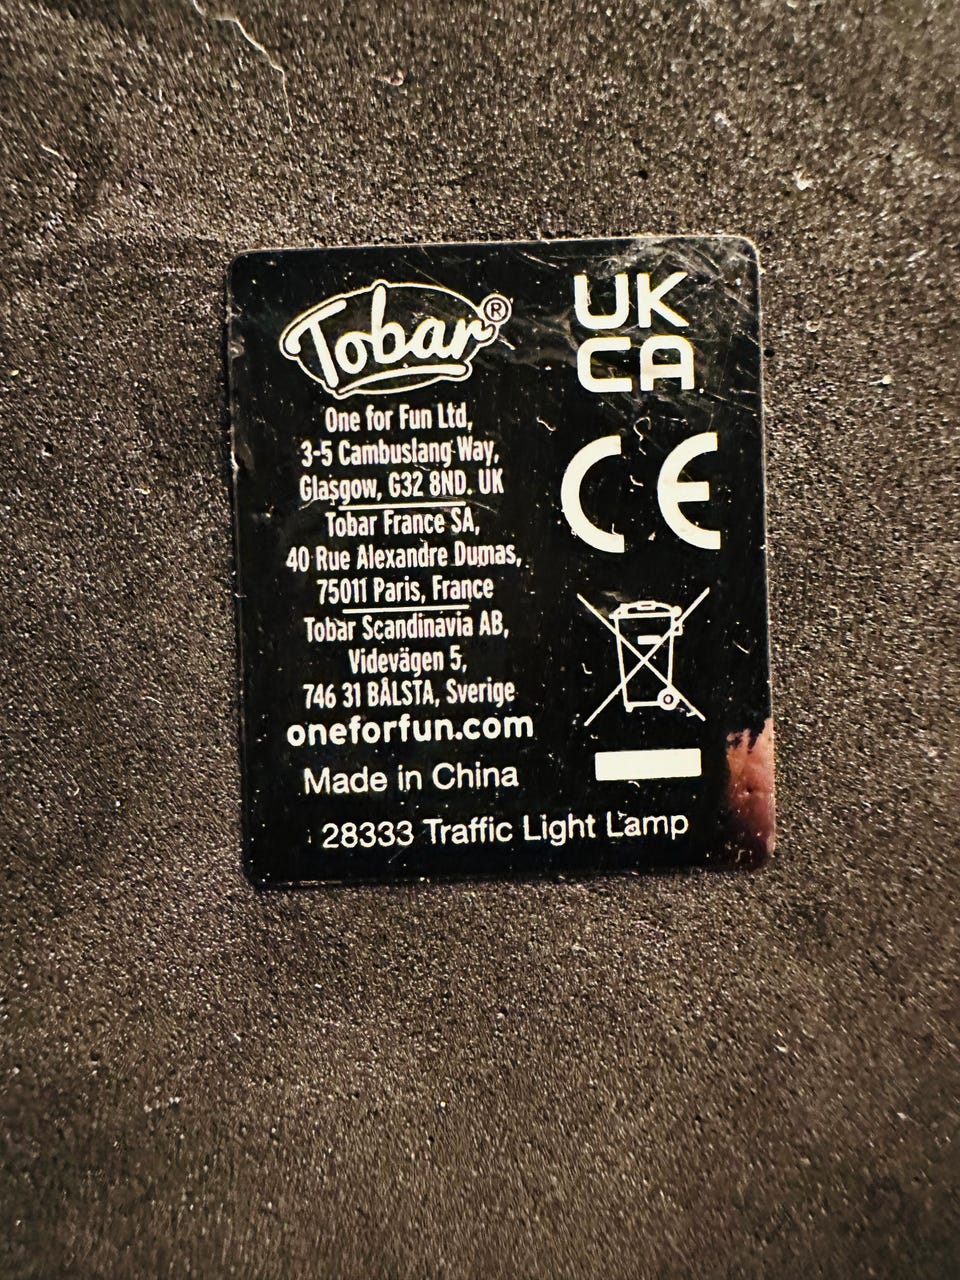 Tobar®
One for Fun Ltd,
3-5 Cambuslang Way,
Glasgow, G32 8ND. UK
Tobar France SA,
40 Rue Alexandre Dumas,
75011 Paris, France
Tobar Scandinavia AB,
Videvägen 5,
746 31 BÅLSTA, Sverige
oneforfun.com
Made in China
28333 Traffic Light Lamp
UK
CA
CE